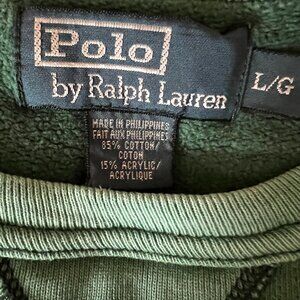 Polo
by Ralph Lauren
L/G
MADE IN PHILIPPINES
FAIT AUX PHILIPPINES
85% COTTON/
COTON
15% ACRYLIC/
ACRYLIQUE